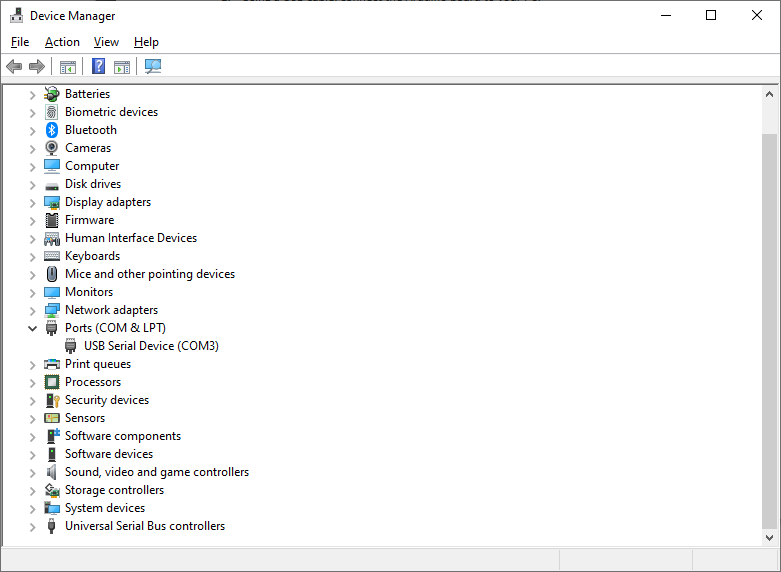 Device Manager
File Action View Help
Batteries
Biometric devices
Bluetooth
Cameras
Computer
Disk drives
Display adapters
Firmware
Human Interface Devices
Keyboards
Mice and other pointing devices
Monitors
Network adapters
Ports (COM & LPT)
USB Serial Device (COM3)
Print queues
Processors
Security devices
Sensors
Software components
Software devices
Sound, video and game controllers
Storage controllers
System devices
Universal Serial Bus controllers